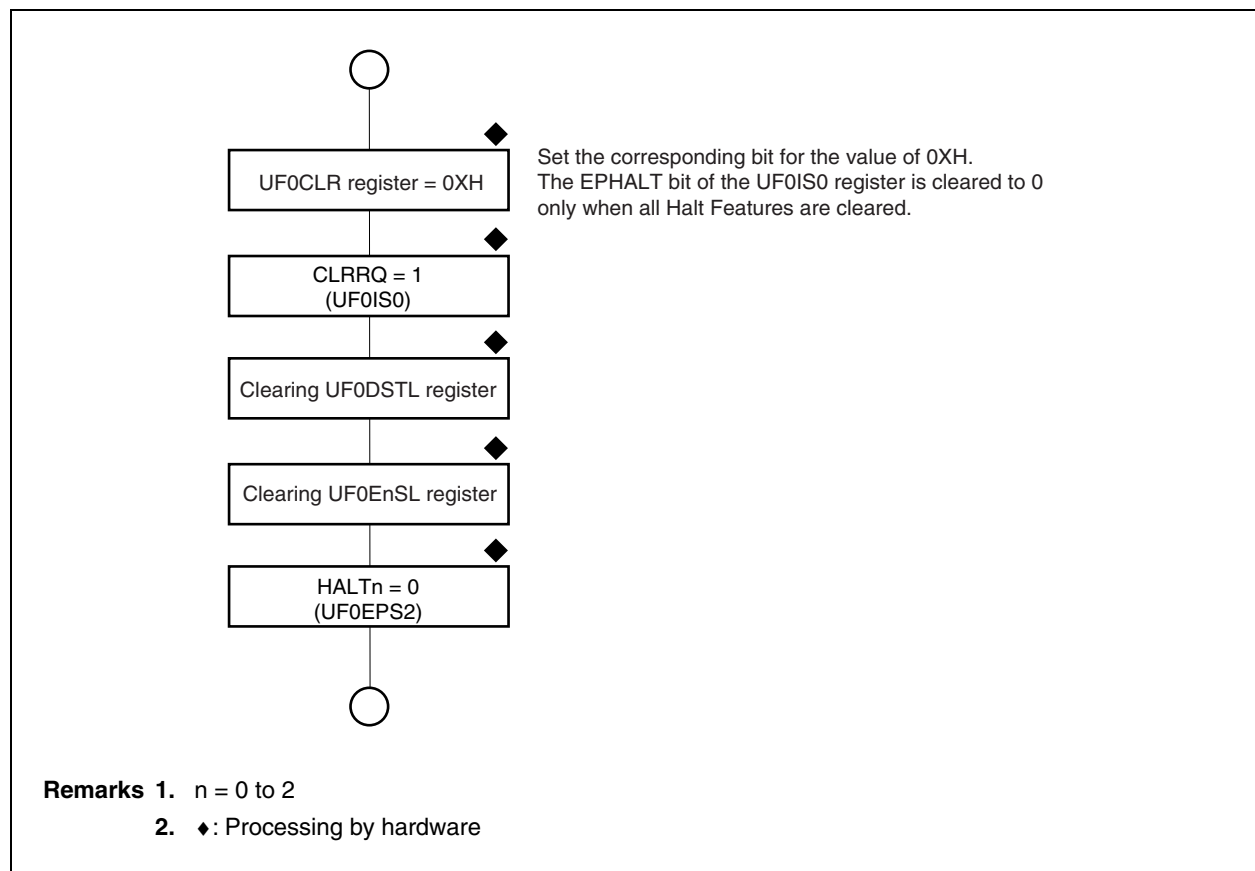 UF0CLR register = 0XH
Set the corresponding bit for the value of 0XH.
The EPHALT bit of the UF0IS0 register is cleared to 0
only when all Halt Features are cleared.
CLRRQ = 1
(UF0IS0)
Clearing UF0DSTL register
Clearing UF0EnSL register
HALTn = 0
(UF0EPS2)
Remarks 1. n = 0 to 2
2. ♦: Processing by hardware